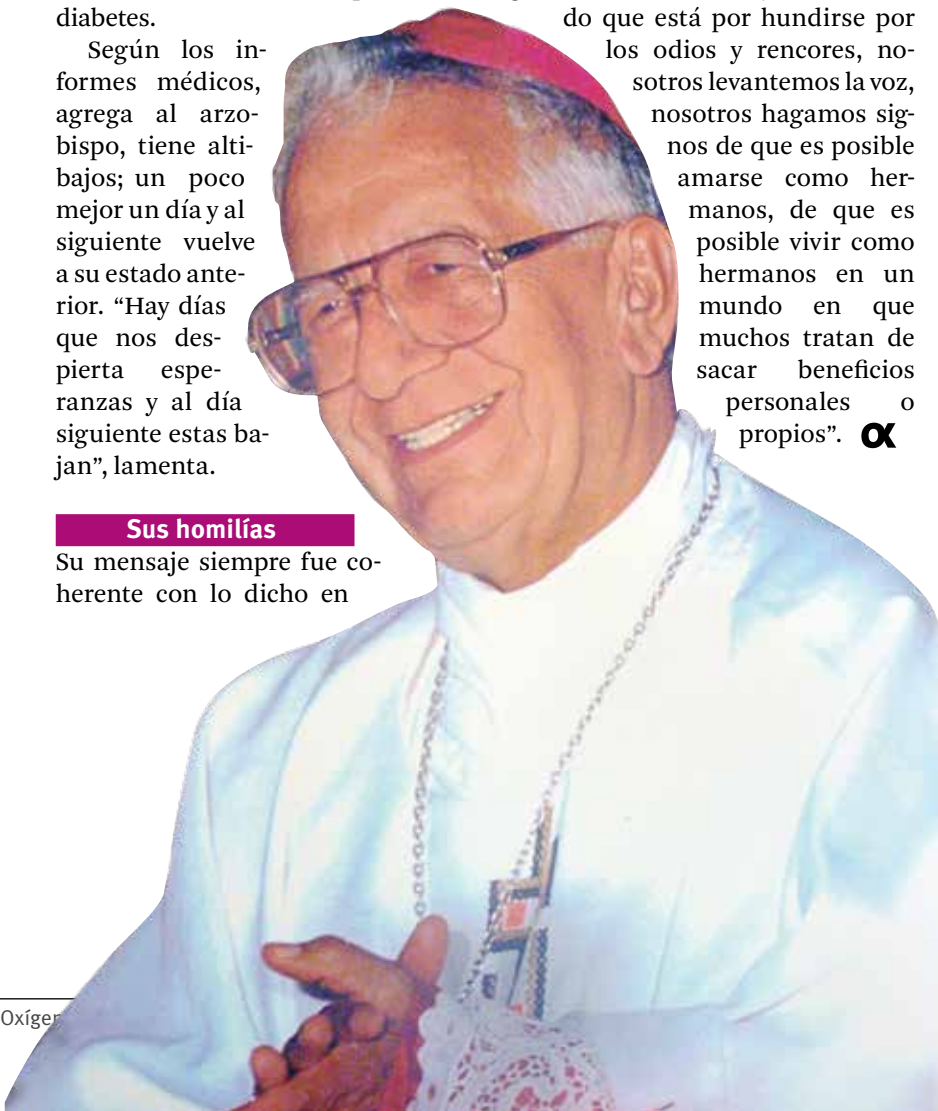 diabetes.
Según los in-
formes médicos,
agrega al arzo-
bispo, tiene alti-
bajos; un poco
mejor un día y al
siguiente vuelve
a su estado ante-
rior. “Hay días
que nos des-
pierta espe-
ranzas y al día
siguiente estas ba-
jan”, lamenta.
Sus homilías
Su mensaje siempre fue co-
herente con lo dicho en
do que está por hundirse por
los odios y rencores, no-
sotros levantemos la voz,
nosotros hagamos sig-
nos de que es posible
amarse como her-
manos, de que es
posible vivir como
hermanos en un
mundo en que
muchos tratan de
sacar beneficios
personales o
propios”. α